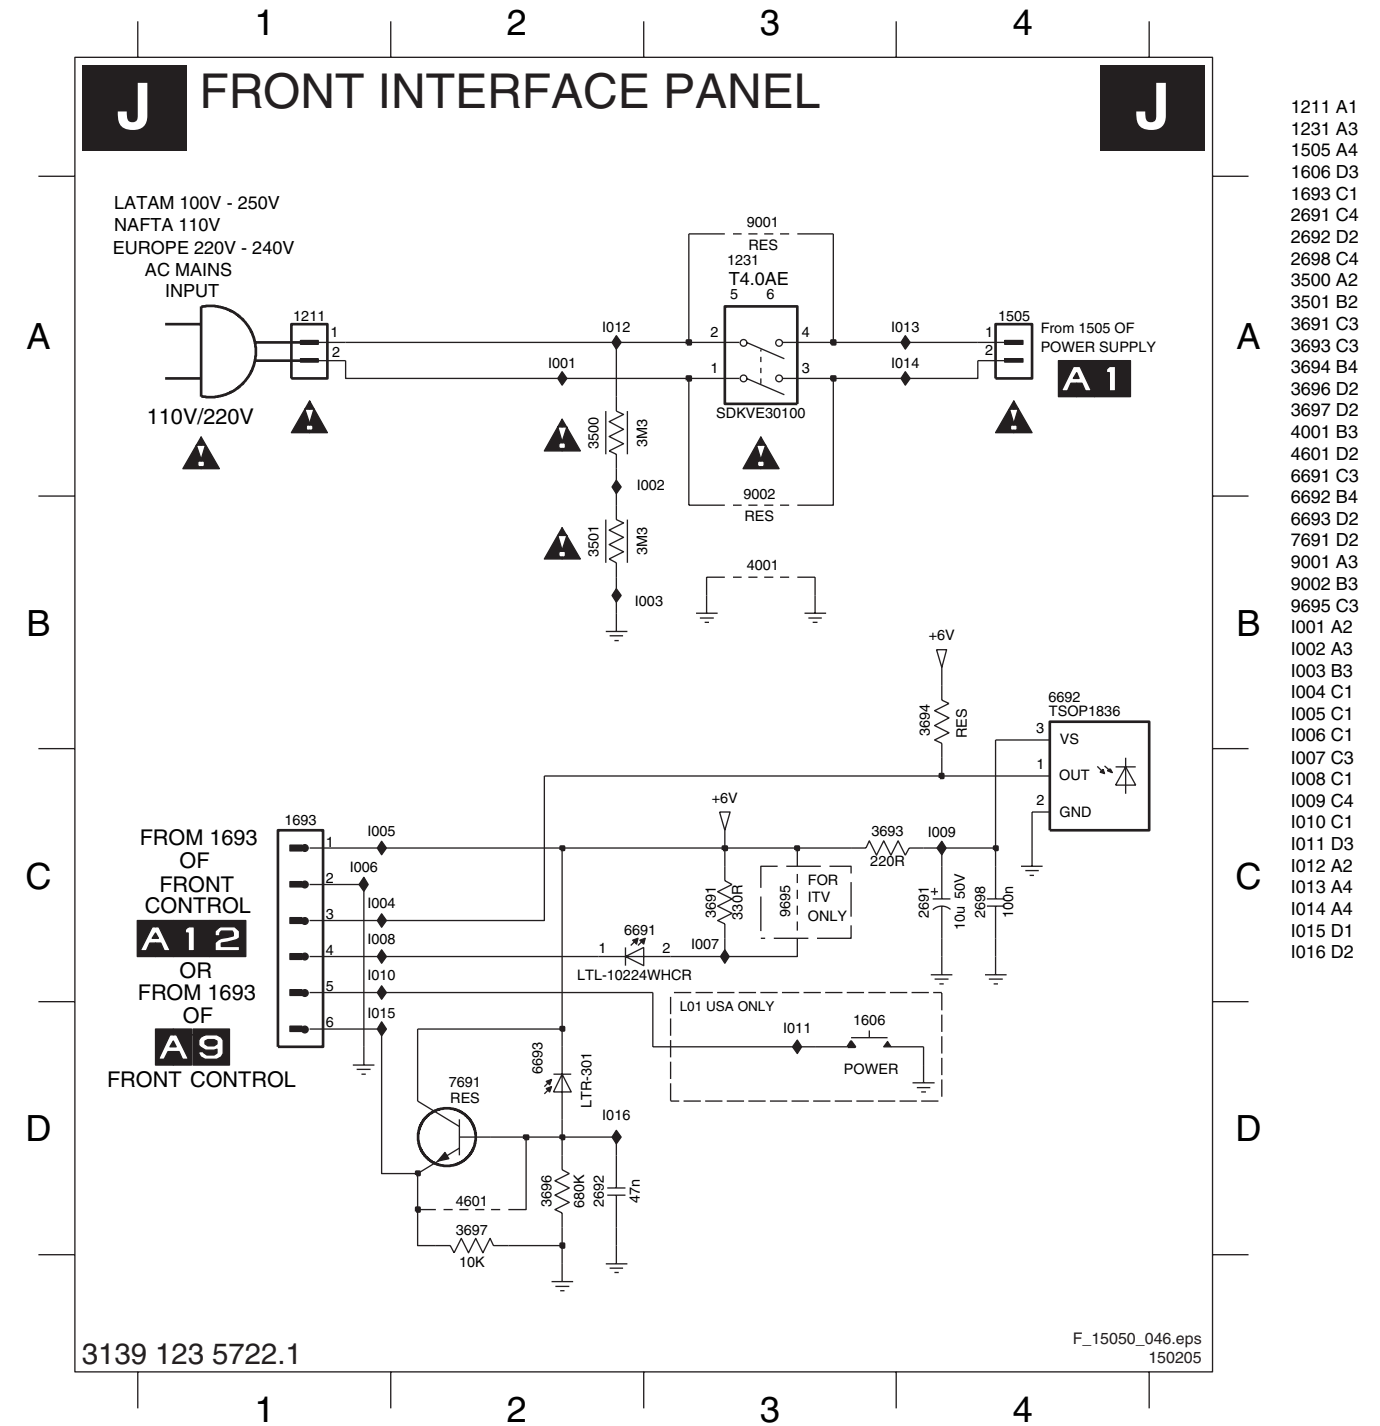 1 2 3 4
J FRONT INTERFACE PANEL J
LATAM 100V - 250V
NAFTA 110V
EUROPE 220V - 240V
AC MAINS
INPUT
110V/220V
1211
1
2
I012
I001
3500
3M3
I002
3501
3M3
I003
9001
RES
1231
T4.0AE
5 6
2 4
1 3
SDKVE30100
9002
RES
4001
I013
I014
1505
1
2
From 1505 OF
POWER SUPPLY
A 1
A A
B B
+6V
3694
RES
6692
TSOP1836
3 VS
1 OUT
2 GND
C C
FROM 1693
OF
FRONT
CONTROL
A 1 2
OR
FROM 1693
OF
A 9
FRONT CONTROL
1693
1 I005
2 I006
3 I004
4 I008
5 I010
6 I015
+6V
3693
220R
I009
3691
330R
9695
FOR
ITV
ONLY
2691
+
10u 50V
2698
100n
6691
1 2
I007
LTL-10224WHCR
L01 USA ONLY
I011
1606
POWER
D D
6693
LTR-301
7691
RES
I016
3696
680K
2692
47n
4601
3697
10K
3139 123 5722.1
F_15050_046.eps
150205
1 2 3 4
1211 A1
1231 A3
1505 A4
1606 D3
1693 C1
2691 C4
2692 D2
2698 C4
3500 A2
3501 B2
3691 C3
3693 C3
3694 B4
3696 D2
3697 D2
4001 B3
4601 D2
6691 C3
6692 B4
6693 D2
7691 D2
9001 A3
9002 B3
9695 C3
I001 A2
I002 A3
I003 B3
I004 C1
I005 C1
I006 C1
I007 C3
I008 C1
I009 C4
I010 C1
I011 D3
I012 A2
I013 A4
I014 A4
I015 D1
I016 D2